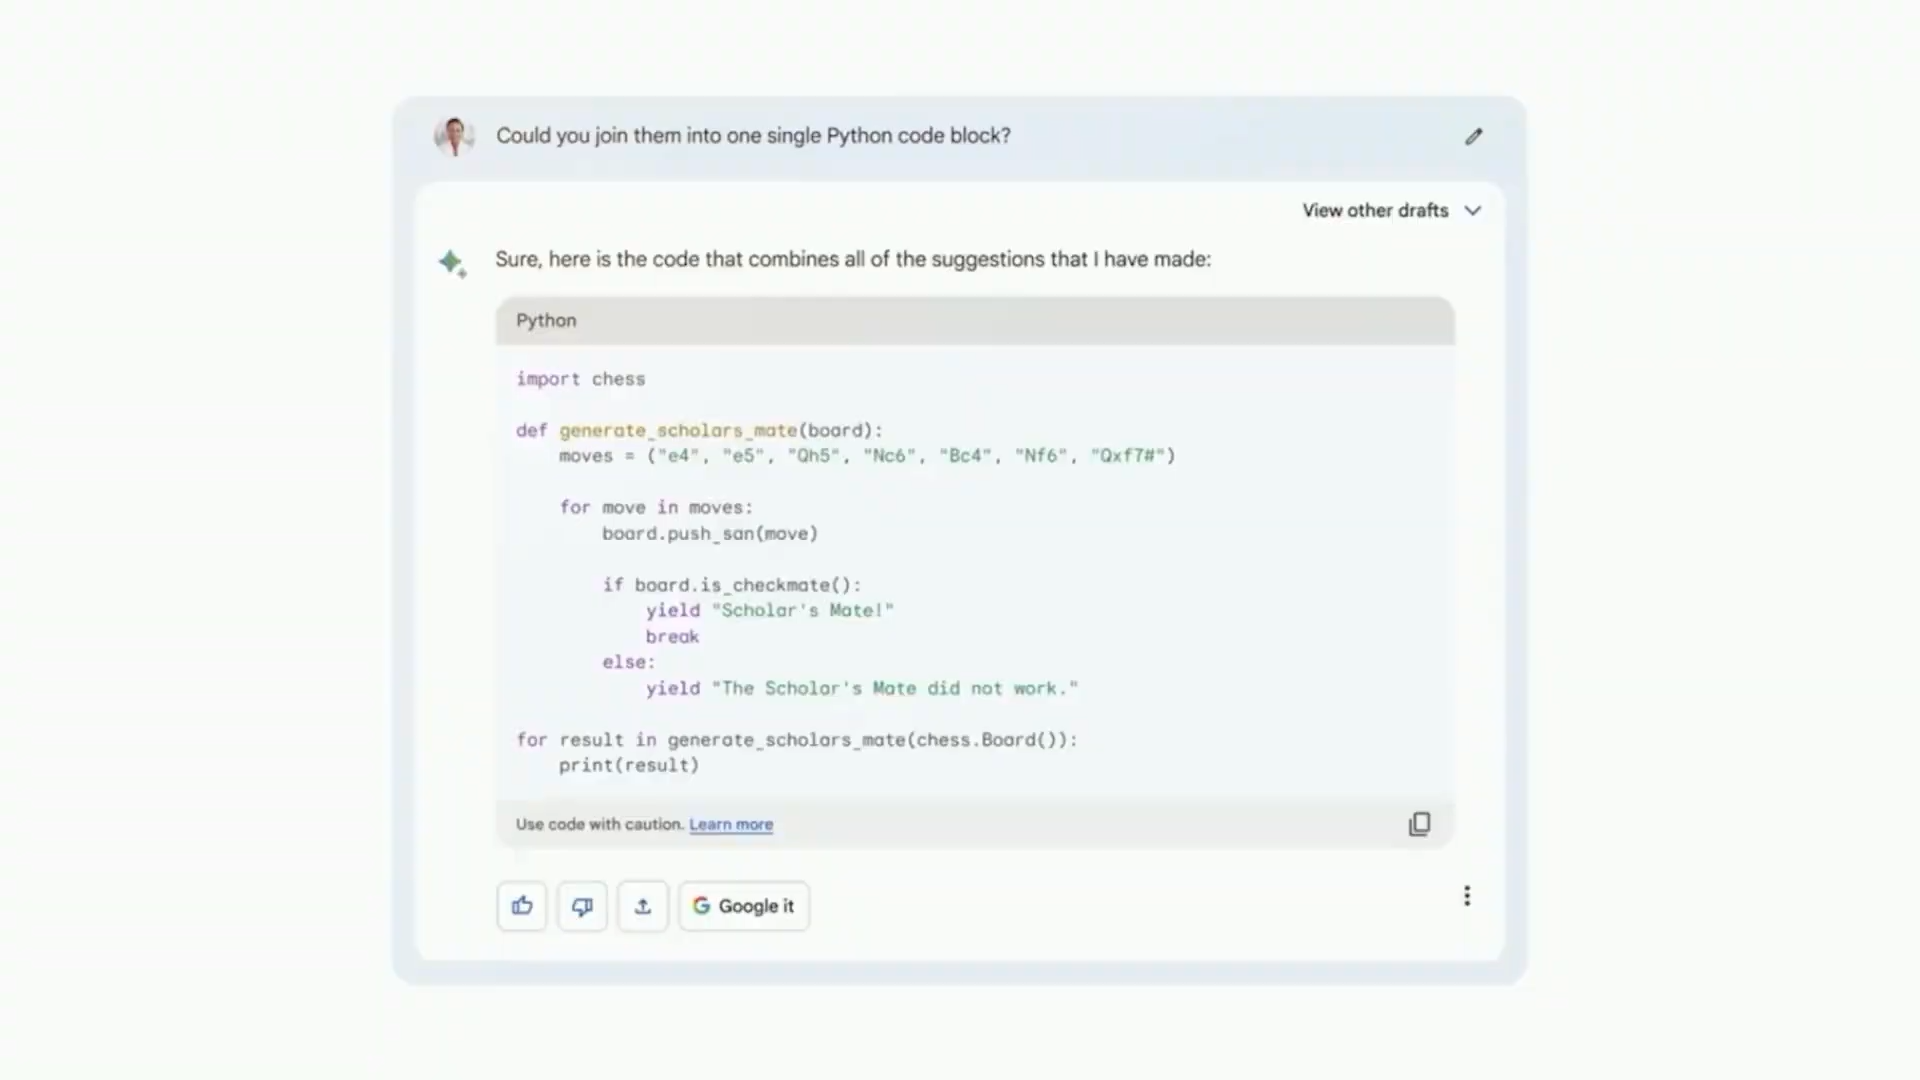 Could you join them into one single Python code block?
View other drafts
Sure, here is the code that combines all of the suggestions that I have made:
Python
import chess
def generate_scholars_mate(board):
    moves = ("e4", "e5", "Qh5", "Nc6", "Bc4", "Nf6", "Qxf7#")
    for move in moves:
        board.push_san(move)
        if board.is_checkmate():
            yield "Scholar's Mate!"
            break
        else:
            yield "The Scholar's Mate did not work."
for result in generate_scholars_mate(chess.Board()):
    print(result)
Use code with caution. Learn more
G Google it